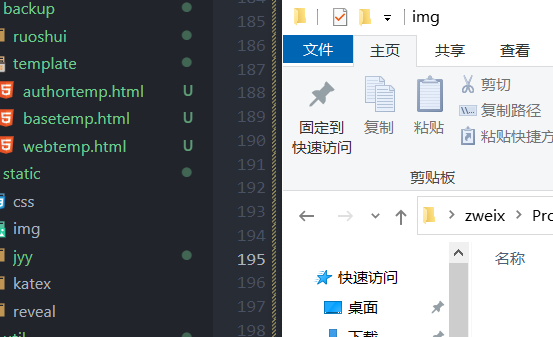 backup
ruoshui
template
authortemp.html U
basetemp.html U
webtemp.html U
static
css
img
jyy
katex
reveal
util
184
185
186
187
188
189
190
191
192
193
194
195
196
197
198
img
文件 主页 共享 查看
固定到
快速访问
复制
粘贴
剪切
复制路径
粘贴快捷方
剪贴板
zweix Pro
名称
快速访问
桌面
下载